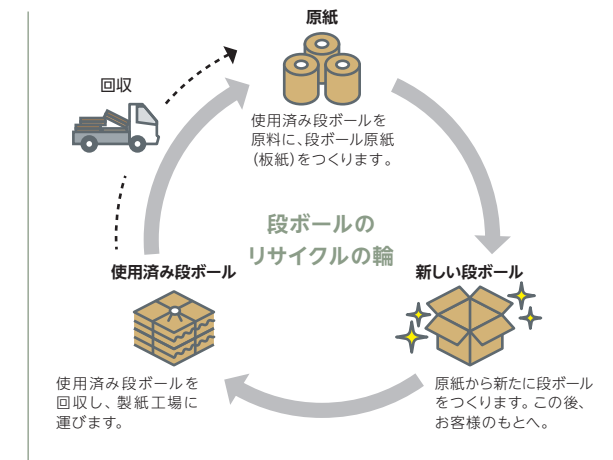 原紙
回収
使用済み段ボールを
原料に、段ボール原紙
(板紙)をつくります。
段ボールの
リサイクルの輪
使用済み段ボール
新しい段ボール
使用済み段ボールを
回収し、製紙工場に
運びます。
原紙から新たに段ボール
をつくります。この後、
お客様のもとへ。